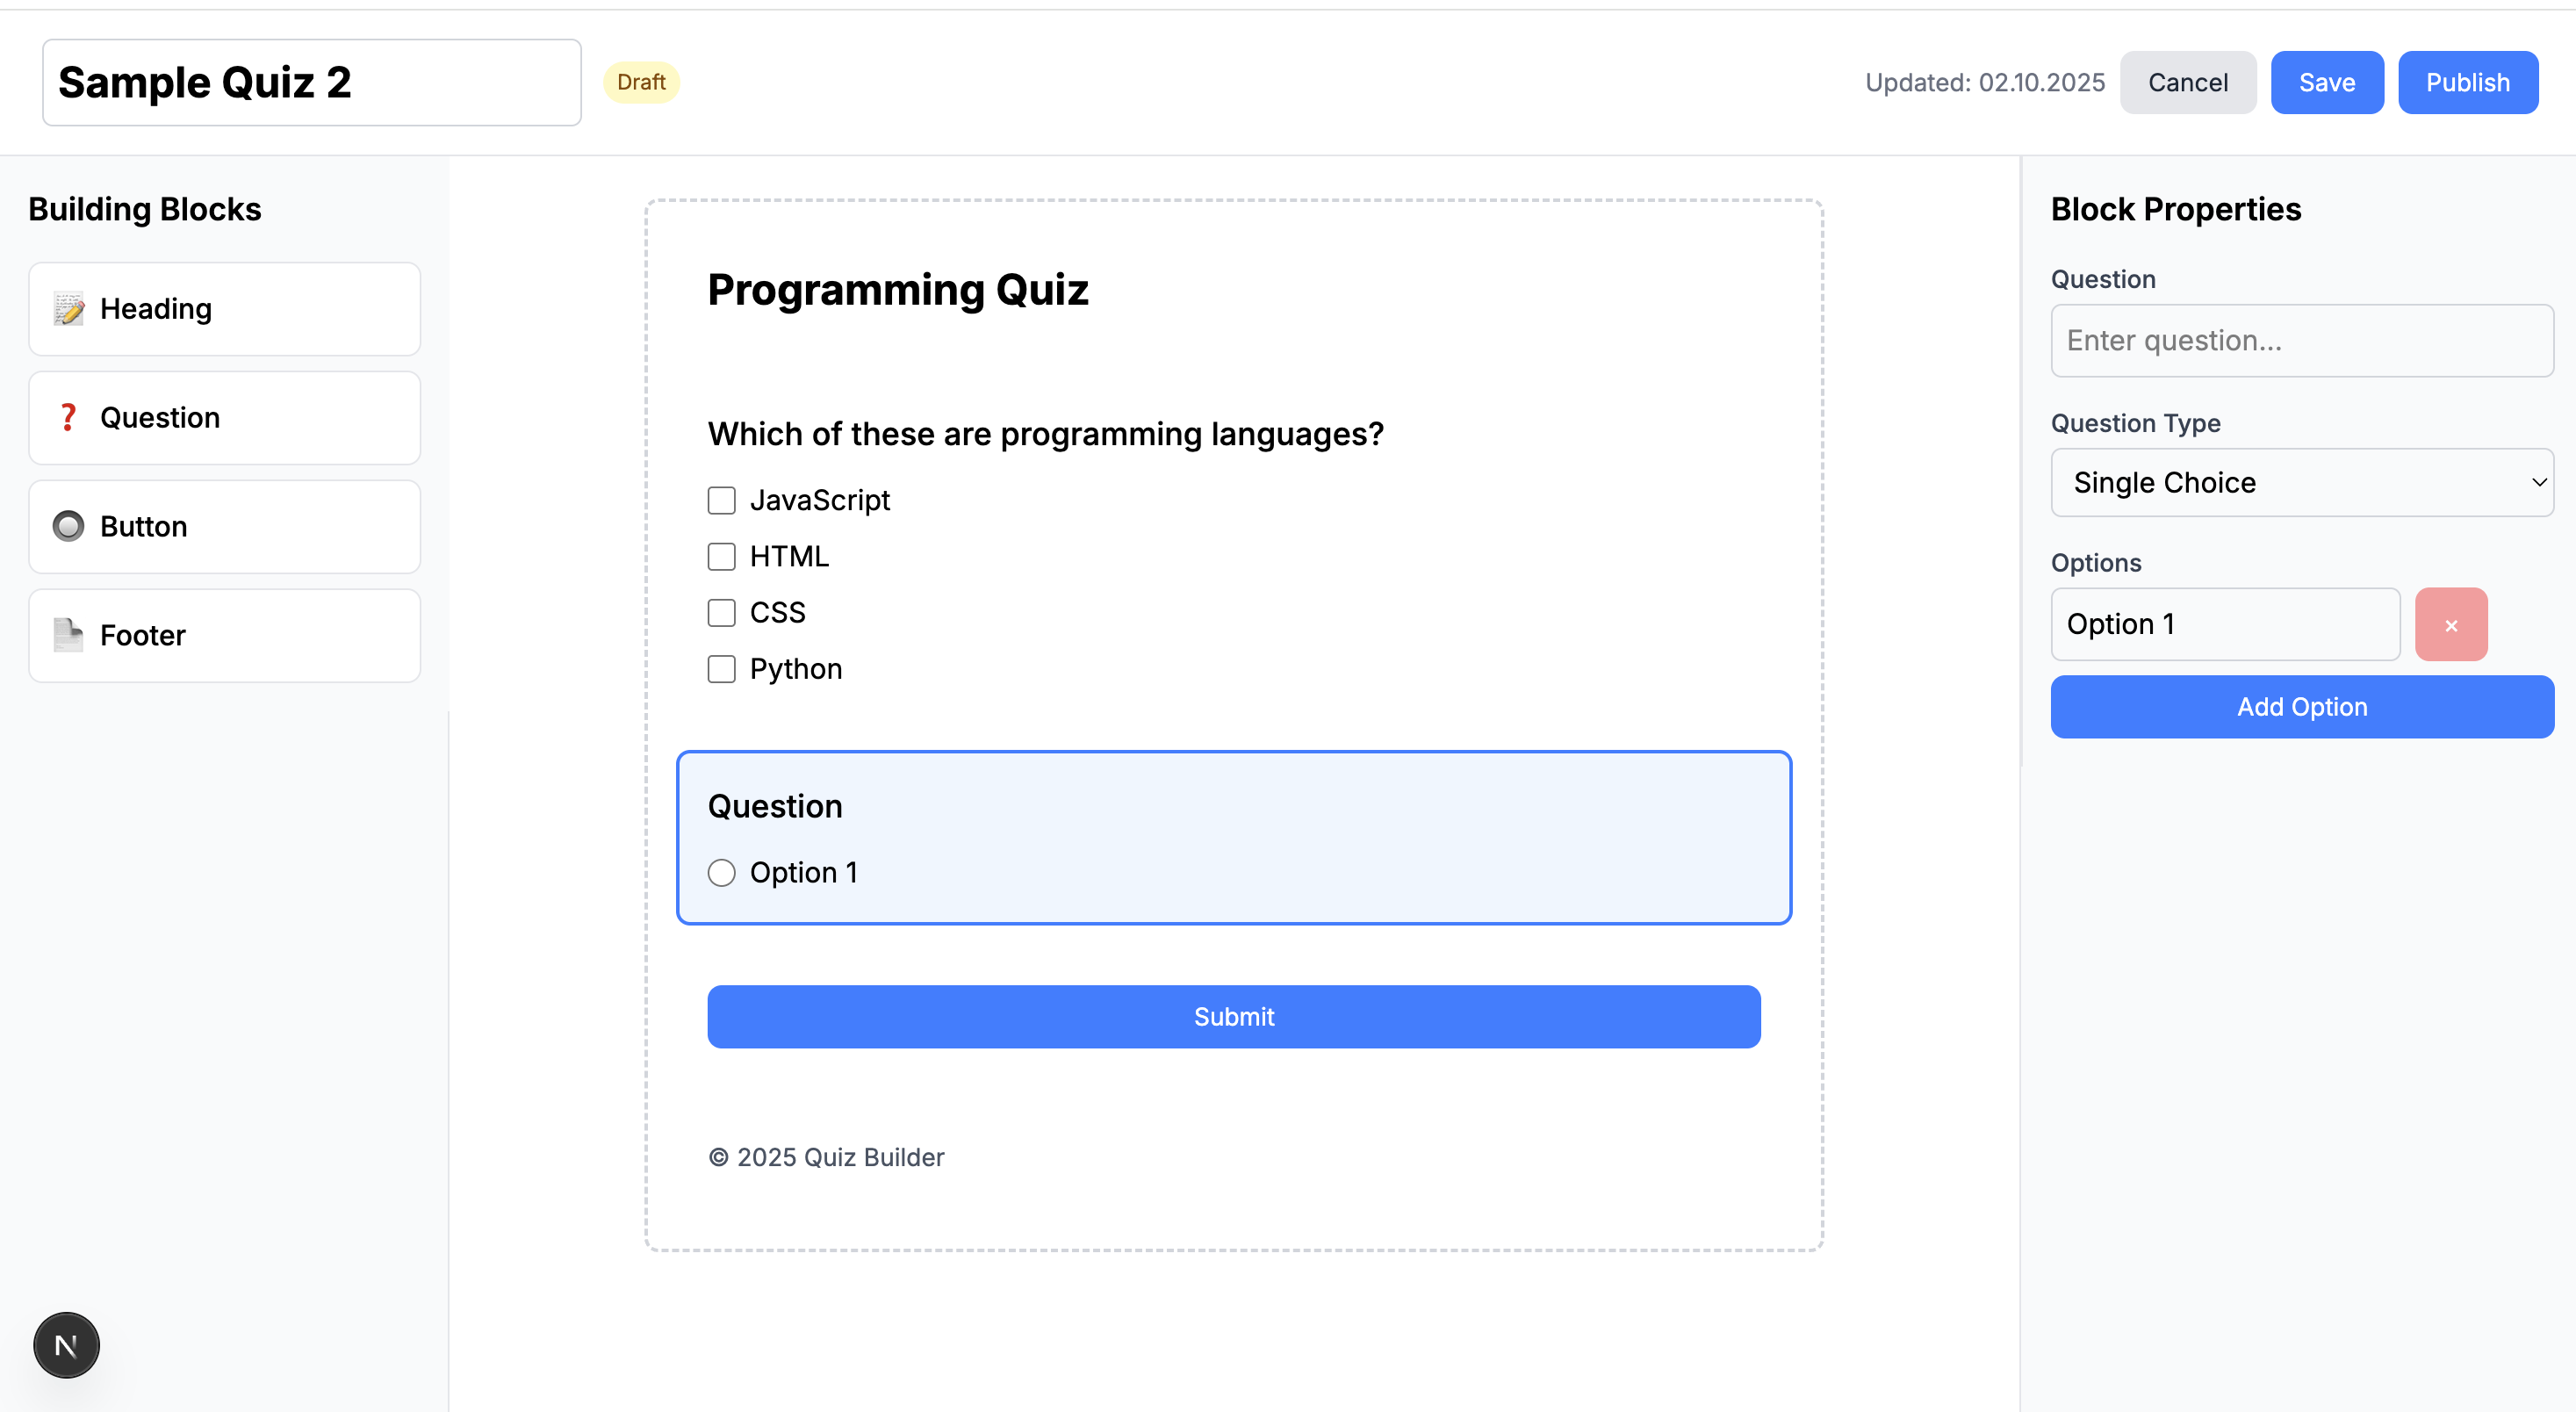 Sample Quiz 2
Draft
Updated: 02.10.2025
Cancel
Save
Publish
Building Blocks
Heading
Question
Button
Footer
Programming Quiz
Which of these are programming languages?
JavaScript
HTML
CSS
Python
Question
Option 1
Submit
© 2025 Quiz Builder
Block Properties
Question
Enter question...
Question Type
Single Choice
Options
Option 1
×
Add Option
N